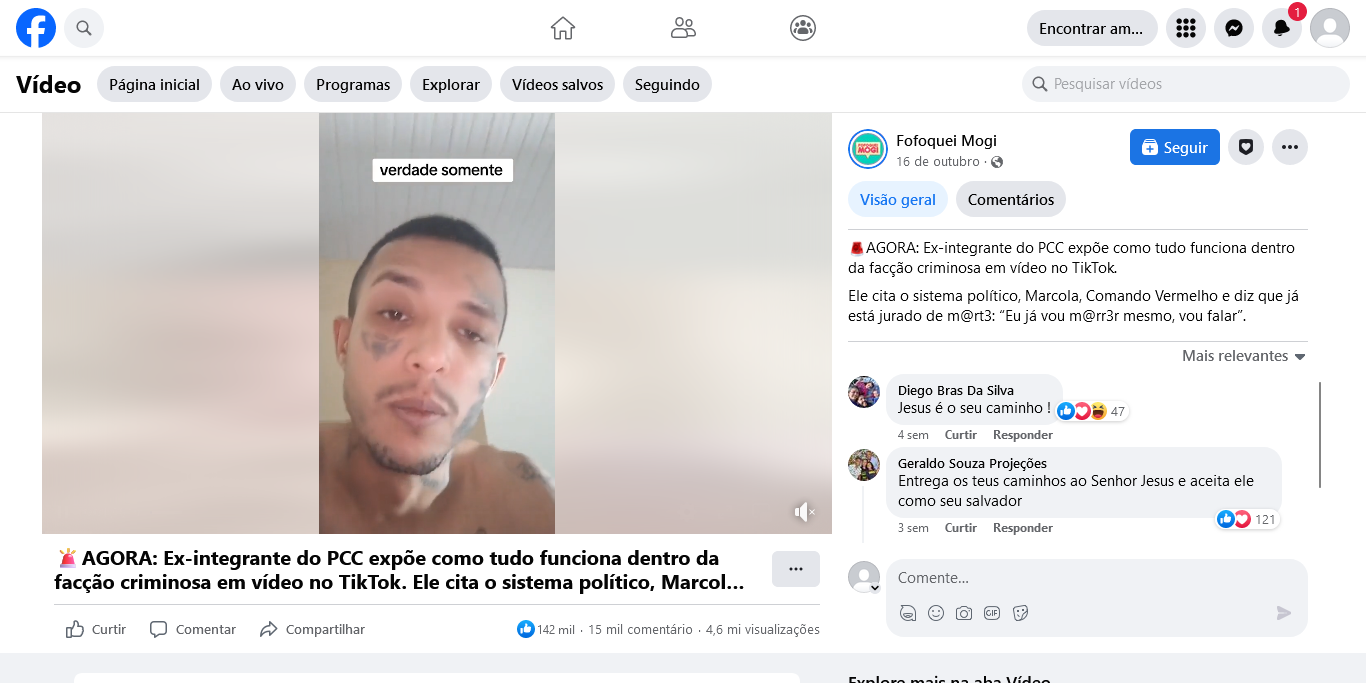 Encontrar am...
1
Vídeo
Página inicial
Ao vivo
Programas
Explorar
Vídeos salvos
Seguindo
Pesquisar vídeos
verdade somente
FOFOQUEI
MOGI
Fofoquei Mogi
16 de outubro ·
Seguir
Visão geral
Comentários
AGORA: Ex-integrante do PCC expõe como tudo funciona dentro
da facção criminosa em vídeo no TikTok.
Ele cita o sistema político, Marcola, Comando Vermelho e diz que já
está jurado de m@rt3: “Eu já vou m@rr3r mesmo, vou falar”.
Mais relevantes
Diego Bras Da Silva
Jesus é o seu caminho !
47
4 sem Curtir Responder
Geraldo Souza Projeções
Entrega os teus caminhos ao Senhor Jesus e aceita ele
como seu salvador
121
3 sem Curtir Responder
Comente...
GIF
AGORA: Ex-integrante do PCC expõe como tudo funciona dentro da
facção criminosa em vídeo no TikTok. Ele cita o sistema político, Marcol...
Curtir
Comentar
Compartilhar
142 mil · 15 mil comentário · 4,6 mi visualizações
Explore mais na aba Vídeo